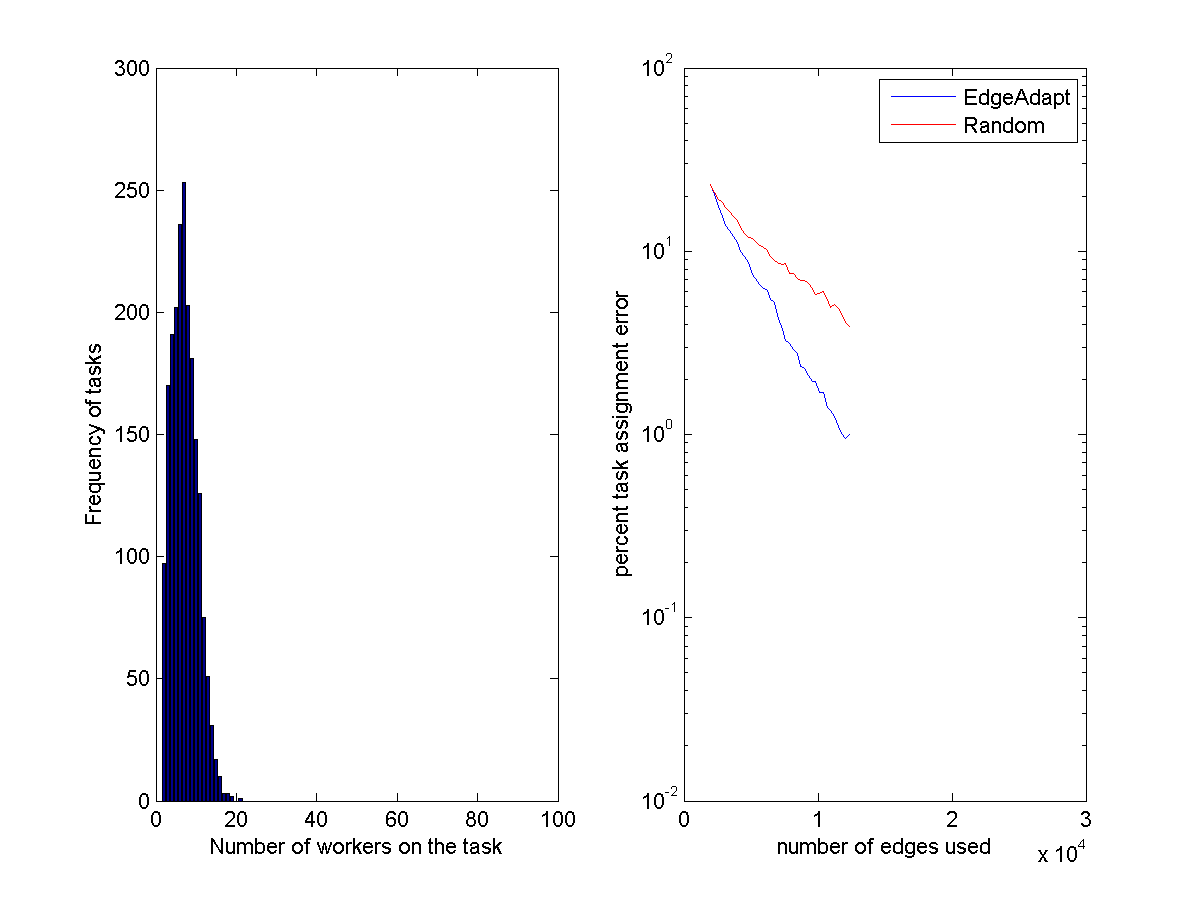 300
250
200
150
100
50
0
0 20 40 60 80 100
Frequency of tasks
Number of workers on the task
10^2
10^1
10^0
10^-1
10^-2
0 1 2 3
x 10^4
percent task assignment error
number of edges used
EdgeAdapt
Random